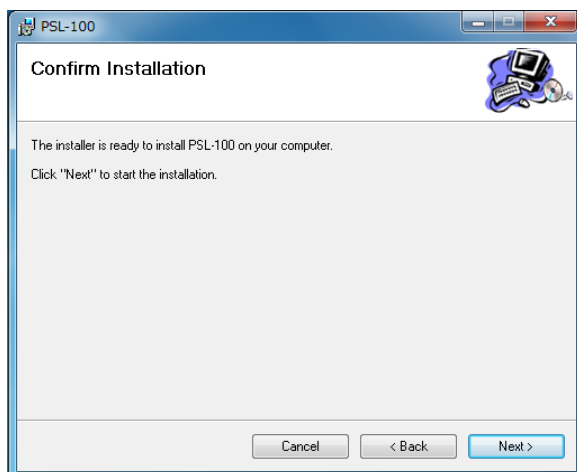 PSL-100
Confirm Installation
The installer is ready to install PSL-100 on your computer.
Click "Next" to start the installation.
Cancel
< Back
Next >